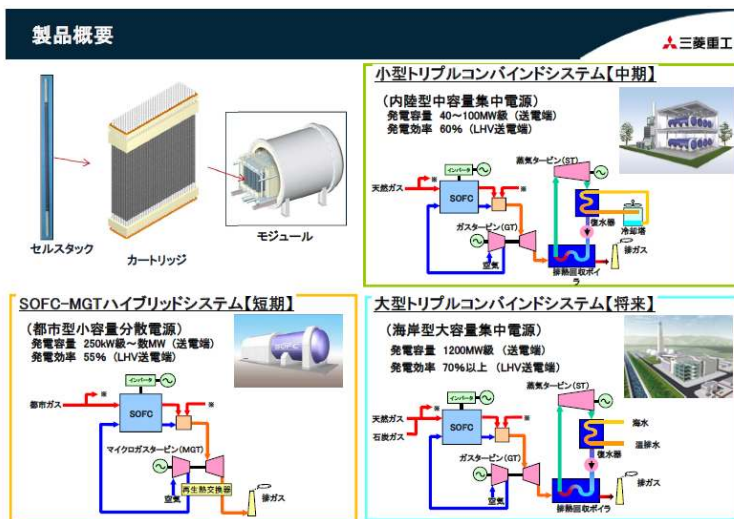 製品概要
三菱重工
セルスタック
カートリッジ
モジュール
小型トリプルコンバインドシステム【中期】
(内陸型中容量集中電源)
発電容量 40~100MW級(送電端)
発電効率 60%(LHV送電端)
蒸気タービン(ST)
インバータ
※
天然ガス
※
SOFC
復水器
冷却塔
ガスタービン(GT)
空気
排ガス
排熱回収ボイ
ラ
SOFC-MGTハイブリッドシステム【短期】
(都市型小容量分散電源)
発電容量 250kW級~数MW(送電端)
発電効率 55%(LHV送電端)
SOFC
インバータ
※
都市ガス
※
SOFC
マイクロガスタービン(MGT)
再生熱交換器
空気
排ガス
大型トリプルコンバインドシステム【将来】
(海岸型大容量集中電源)
発電容量 1200MW級(送電端)
発電効率 70%以上(LHV送電端)
蒸気タービン(ST)
インバータ
※
天然ガス
※
石炭ガス
SOFC
海水
温排水
復水器
ガスタービン(GT)
空気
排ガス
排熱回収ボイラ